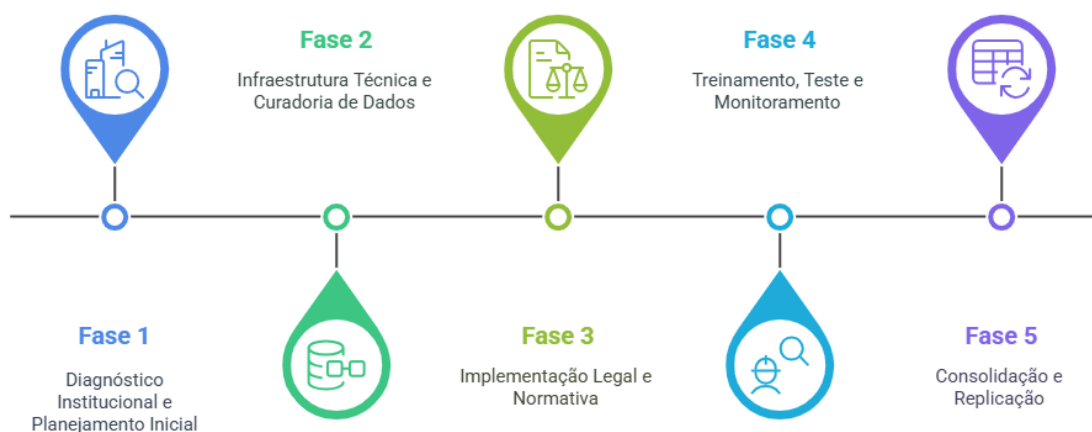 Fase 2
Infraestrutura Técnica e
Curadoria de Dados
Fase 4
Treinamento, Teste e
Monitoramento
Fase 1
Diagnóstico
Institucional e
Planejamento Inicial
Fase 3
Implementação Legal e
Normativa
Fase 5
Consolidação e
Replicação